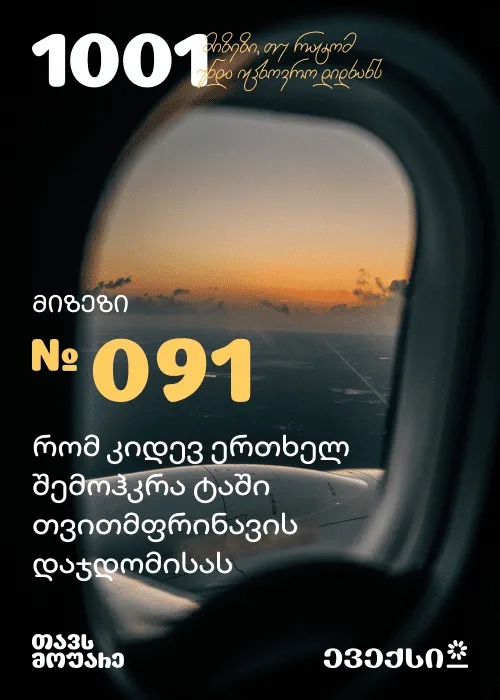 1001 მიზეზი, თუ რატომ
უნდა იცხოვრო დიდხანს
მიზეზი
№ 091
რომ კიდევ ერთხელ
შემოჰკრა ტაში
თვითმფრინავის
დაჯდომისას
თავს
მოუარე
ევექსი